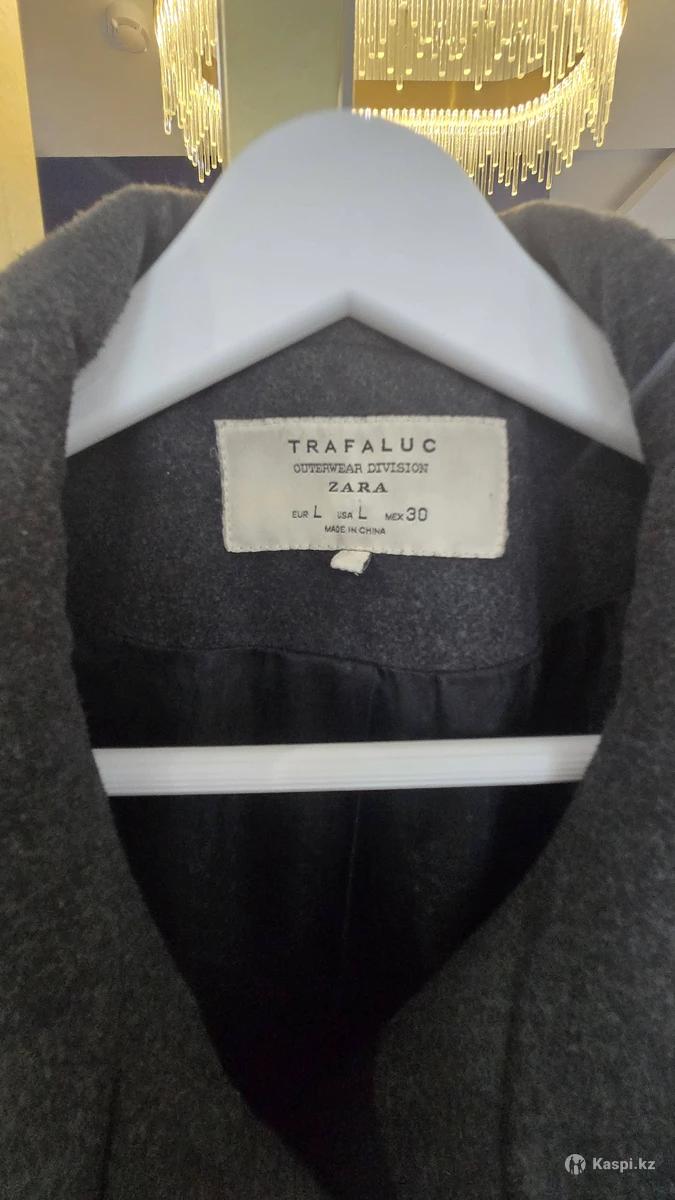 TRAFALUC
OUTERWEAR DIVISION
ZARA
EUR L USA L MEX 30
MADE IN CHINA
Kaspi.kz